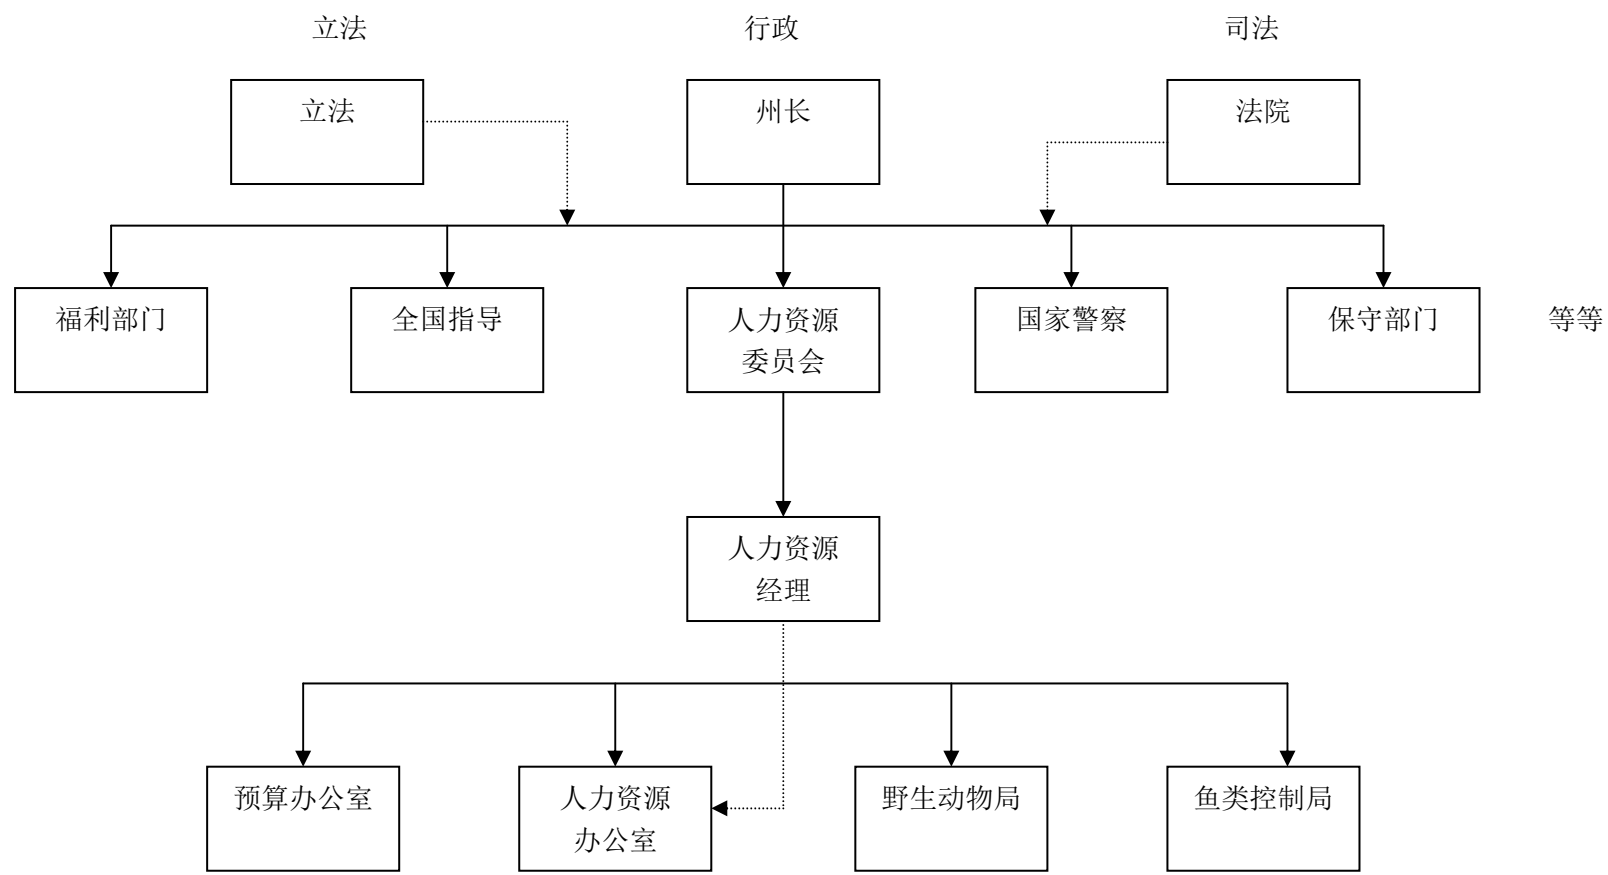 立法
行政
司法
立法
州长
法院
福利部门
全国指导
人力资源
委员会
国家警察
保守部门
等等
人力资源
经理
预算办公室
人力资源
办公室
野生动物局
鱼类控制局